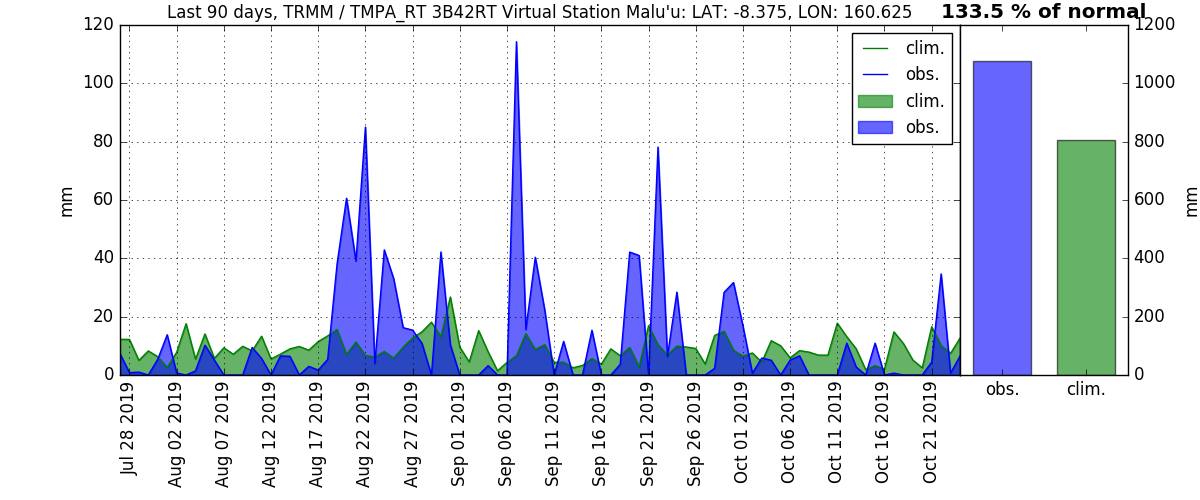 Last 90 days, TRMM / TMPA_RT 3B42RT Virtual Station Malu'u: LAT: -8.375, LON: 160.625
133.5 % of normal
120
100
80
60
40
20
0
mm
clim.
obs.
clim.
obs.
1200
1000
800
600
400
200
0
mm
Jul 28 2019
Aug 02 2019
Aug 07 2019
Aug 12 2019
Aug 17 2019
Aug 22 2019
Aug 27 2019
Sep 01 2019
Sep 06 2019
Sep 11 2019
Sep 16 2019
Sep 21 2019
Sep 26 2019
Oct 01 2019
Oct 06 2019
Oct 11 2019
Oct 16 2019
Oct 21 2019
obs.
clim.